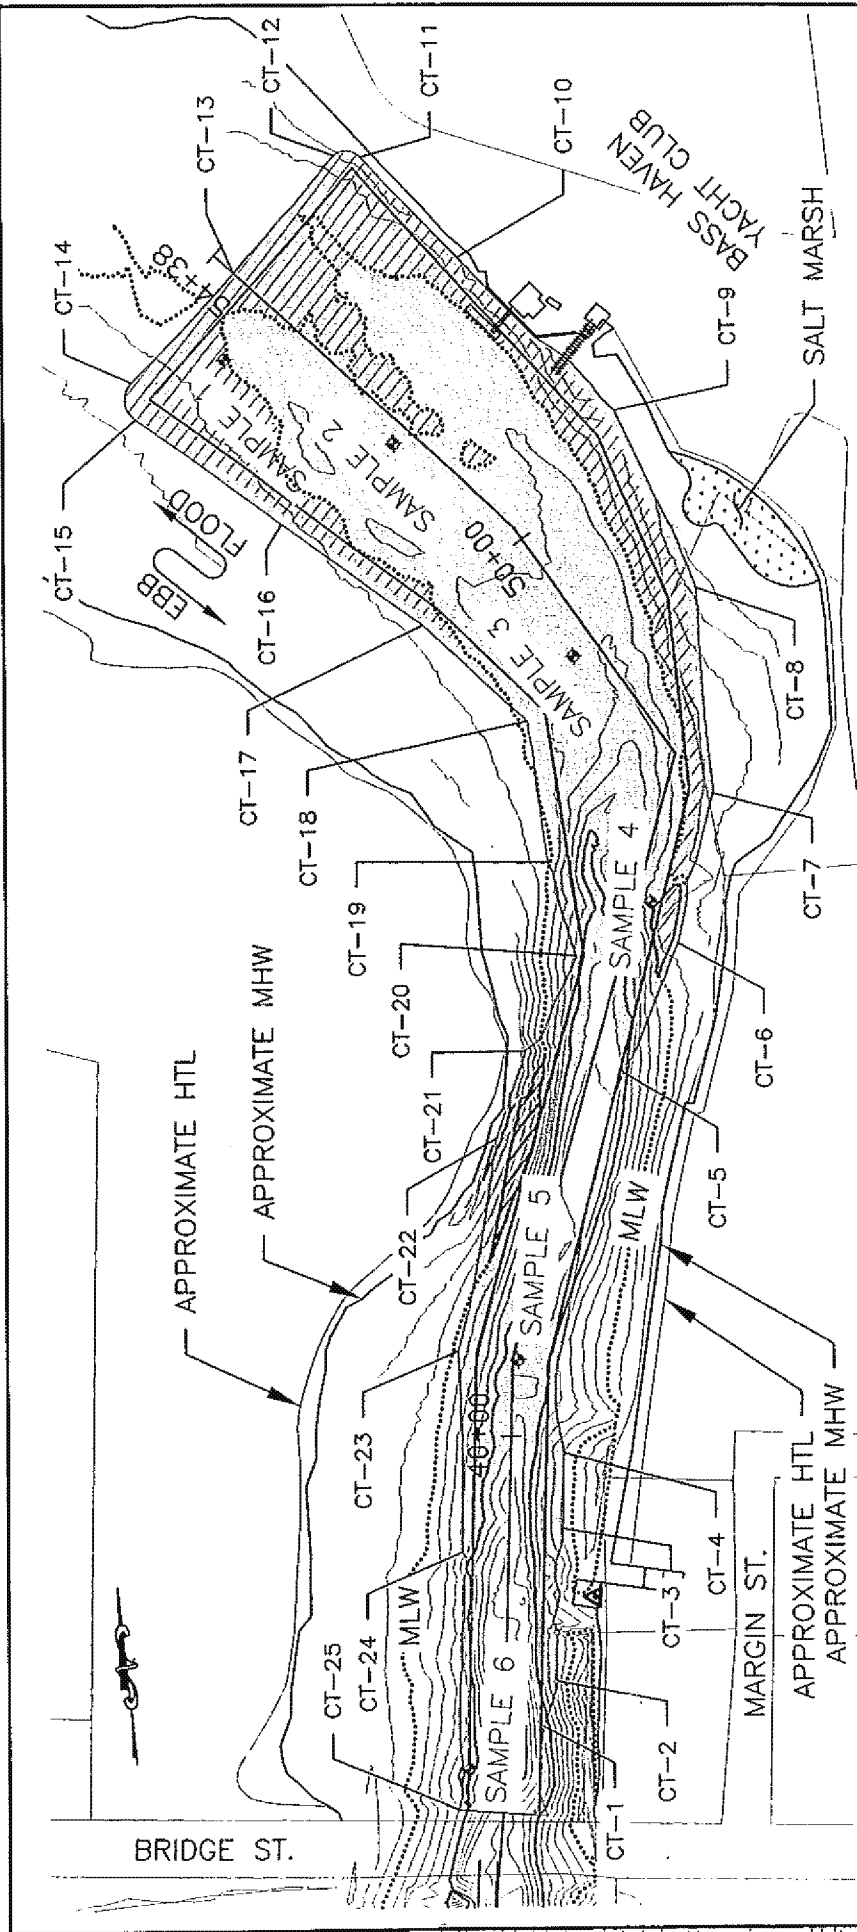 CT-12
CT-11
CT-13
CT-14
54+38
CT-10
BASS HAVEN
YACHT CLUB
CT-15
FLOOD
EBB
CT-16
SAMPLE 1
SAMPLE 2
CT-9
SALT MARSH
CT-17
50+00
SAMPLE 3
CT-8
CT-18
CT-19
SAMPLE 4
CT-7
CT-20
CT-6
APPROXIMATE HTL
APPROXIMATE MHW
CT-21
CT-22
CT-5
SAMPLE 5
MLW
CT-23
40+00
CT-4
CT-3
APPROXIMATE HTL
APPROXIMATE MHW
MARGIN ST.
MLW
CT-24
CT-25
SAMPLE 6
CT-2
CT-1
BRIDGE ST.